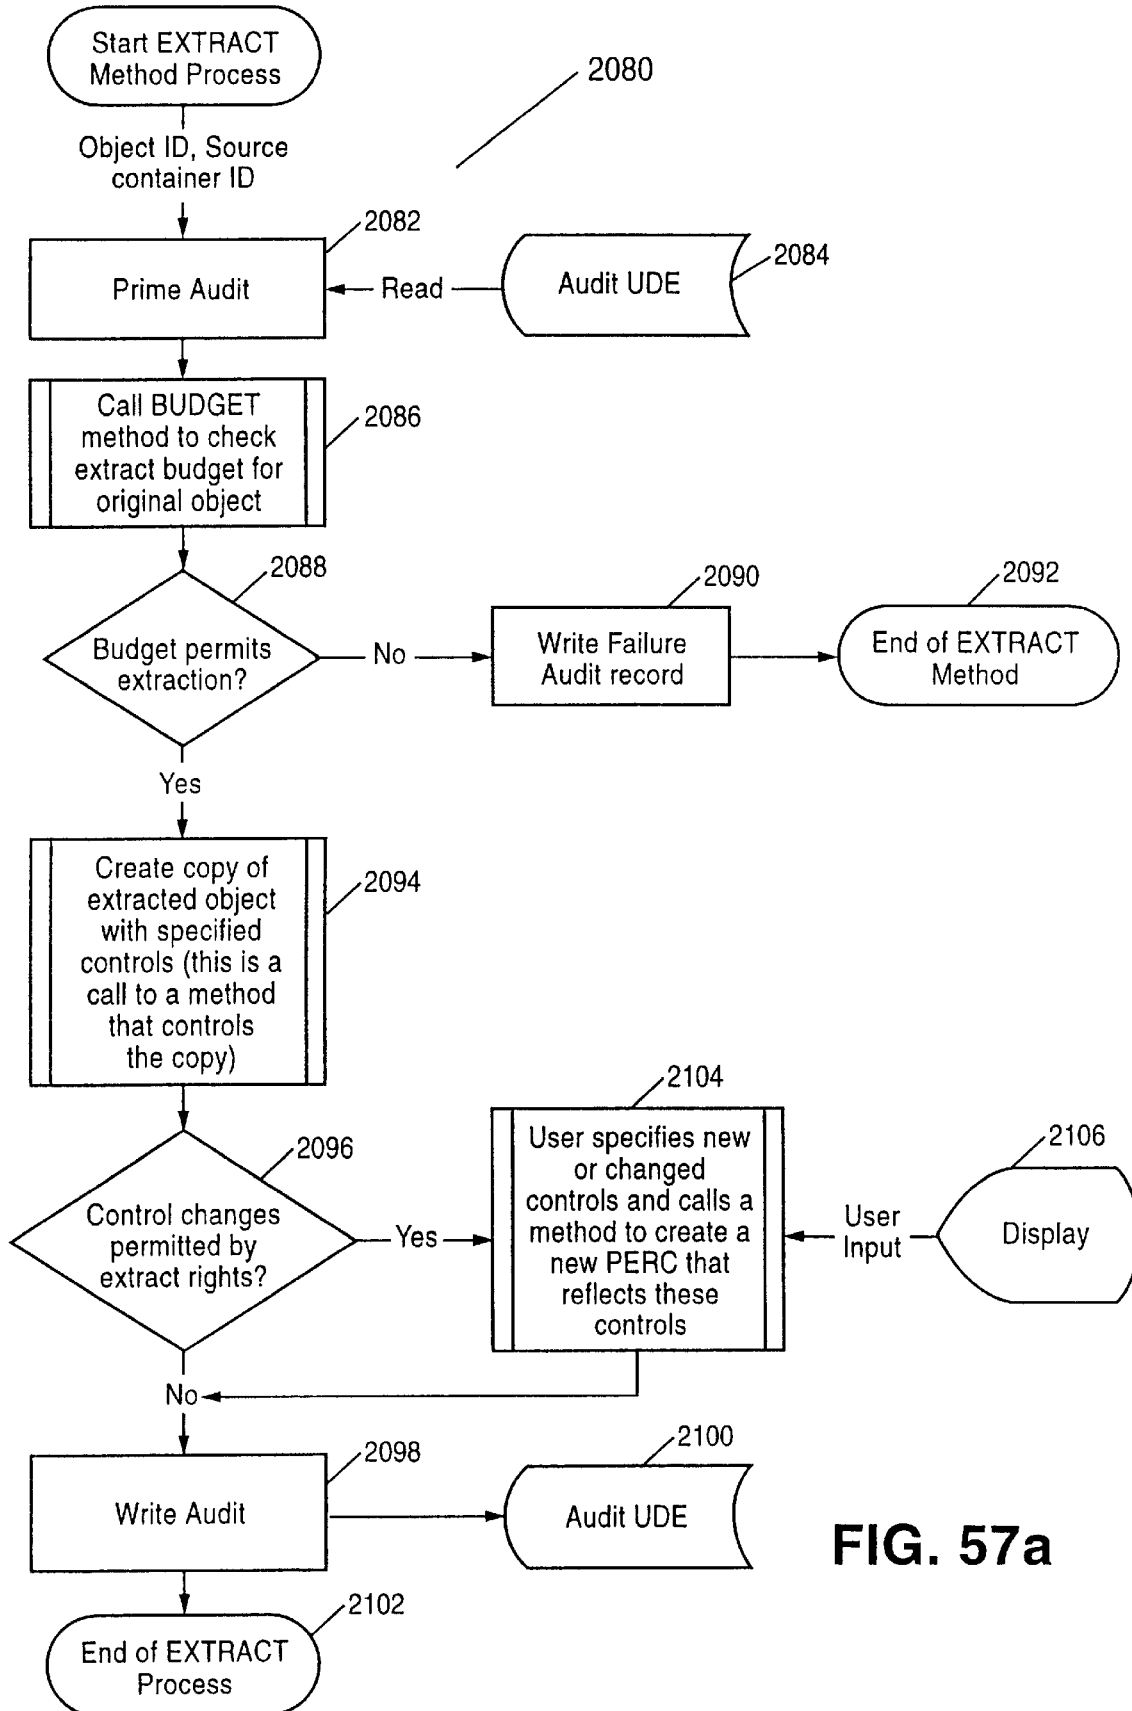 Start EXTRACT
Method Process
2080
Object ID, Source
container ID
2082
Prime Audit
Read
Audit UDE
2084
Call BUDGET
method to check
extract budget for
original object
2086
2088
Budget permits
extraction?
No
2090
Write Failure
Audit record
2092
End of EXTRACT
Method
Yes
Create copy of
extracted object
with specified
controls (this is a
call to a method
that controls
the copy)
2094
2096
Control changes
permitted by
extract rights?
Yes
2104
User specifies new
or changed
controls and calls a
method to create a
new PERC that
reflects these
controls
User
Input
2106
Display
No
2098
Write Audit
2100
Audit UDE
FIG. 57a
2102
End of EXTRACT
Process